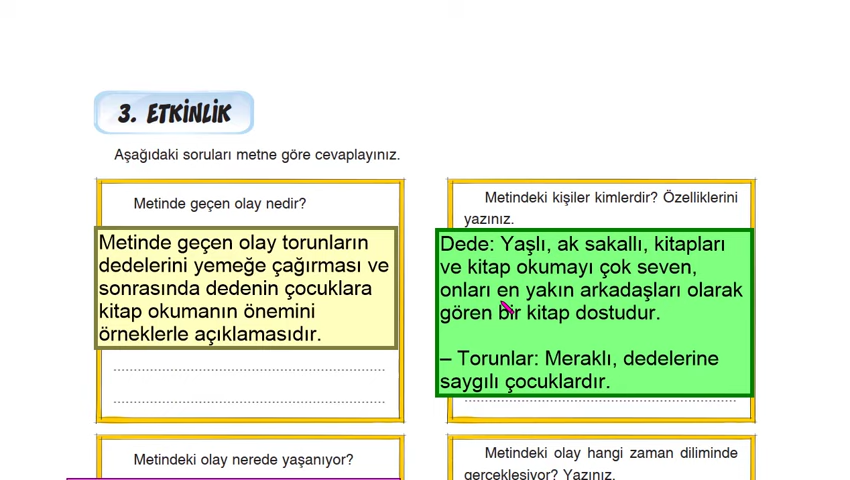 3. ETKİNLİK
Aşağıdaki soruları metne göre cevaplayınız.
Metinde geçen olay nedir?
Metinde geçen olay torunların
dedelerini yemeğe çağırması ve
sonrasında dedenin çocuklara
kitap okumanın önemini
örneklerle açıklamasıdır.
Metindeki kişiler kimlerdir? Özelliklerini
yazınız.
Dede: Yaşlı, ak sakallı, kitapları
ve kitap okumayı çok seven,
onları en yakın arkadaşları olarak
gören bir kitap dostudur.
– Torunlar: Meraklı, dedelerine
saygılı çocuklardır.
Metindeki olay nerede yaşanıyor?
Metindeki olay hangi zaman diliminde
gerçekleşiyor? Yazınız.